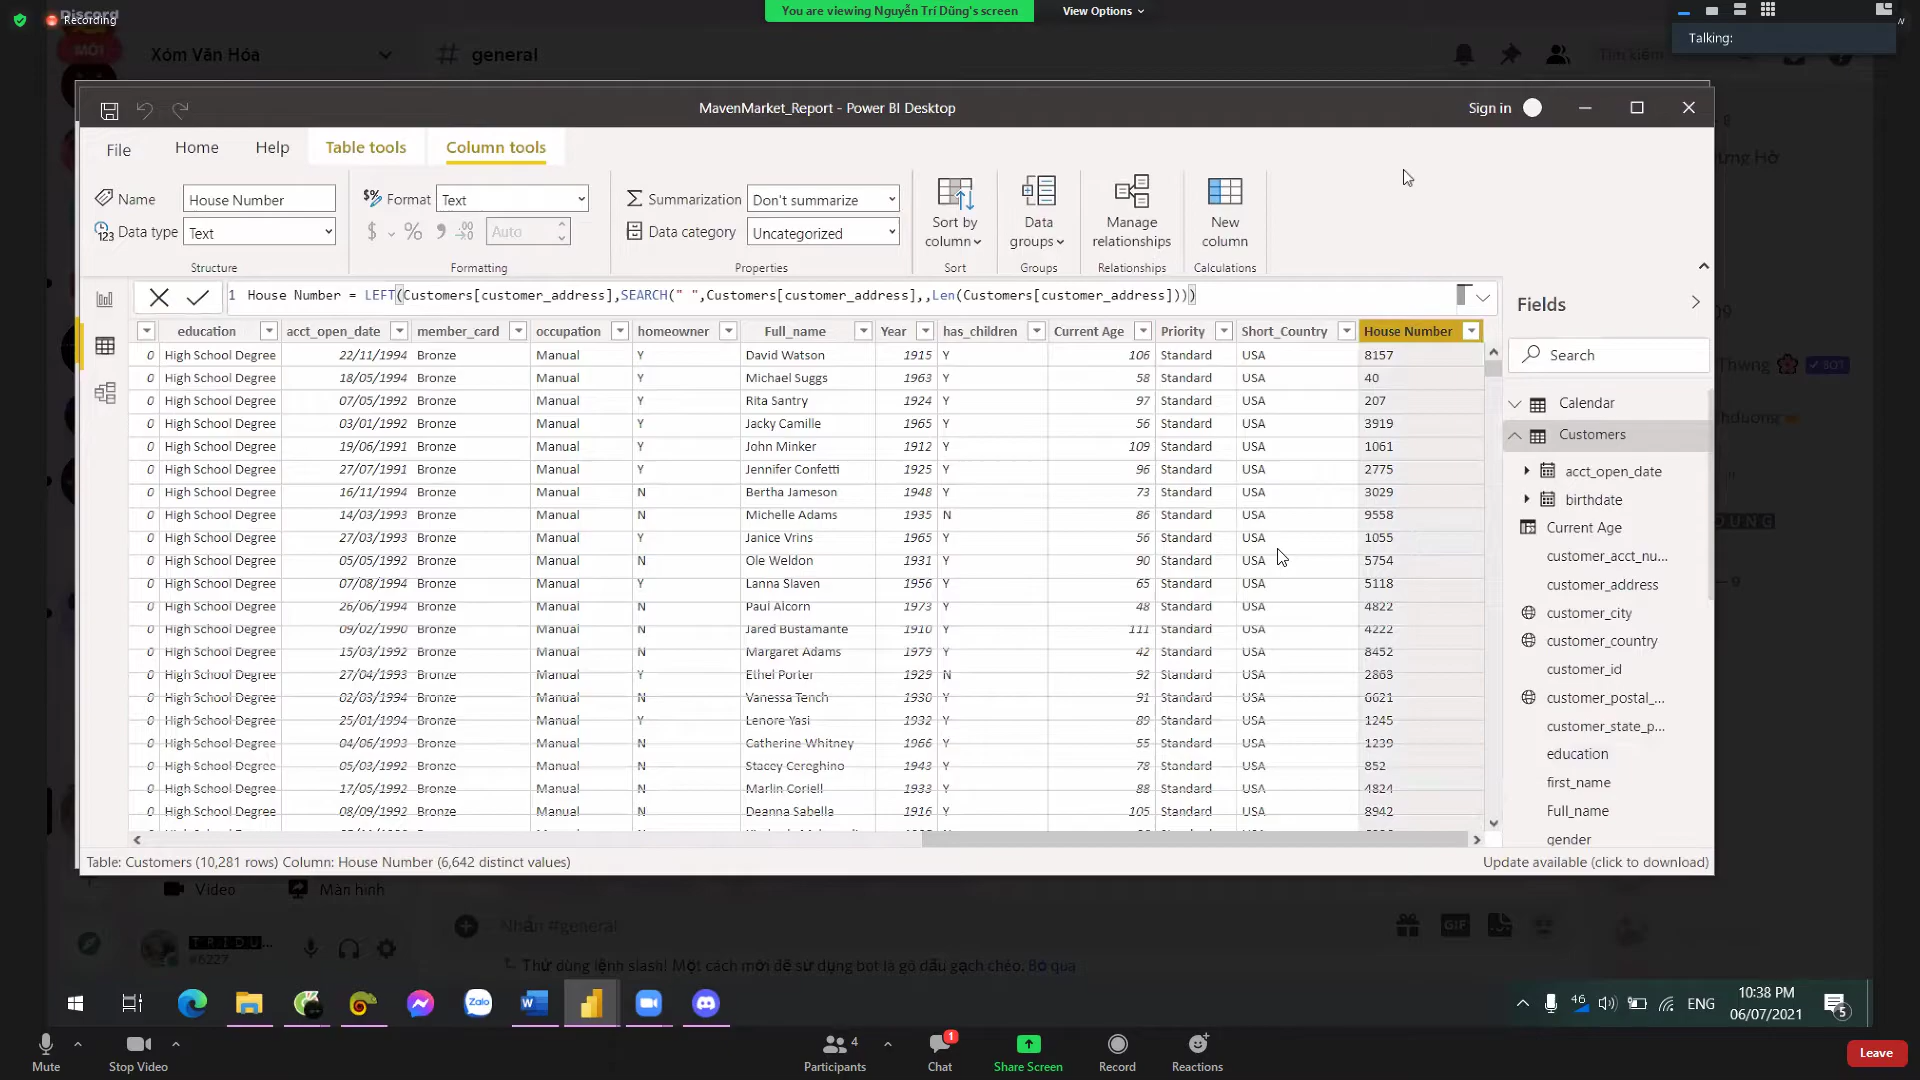 Recording
You are viewing Nguyễn Trí Dũng's screen
View Options
Talking:
MỚI
Xóm Văn Hóa
general
Tìm kiếm
MavenMarket_Report - Power BI Desktop
Sign in
File
Home
Help
Table tools
Column tools
Name
House Number
Format
Text
Summarization
Don't summarize
Sort by column
Data groups
Manage relationships
New column
Data type
Text
$ % 9 .00
Auto
Data category
Uncategorized
Structure
Formatting
Properties
Sort
Groups
Relationships
Calculations
1 House Number = LEFT(Customers[customer_address],SEARCH(" ",Customers[customer_address],,Len(Customers[customer_address])))
education acct_open_date member_card occupation homeowner Full_name Year has_children Current Age Priority Short_Country House Number
0 High School Degree 22/11/1994 Bronze Manual Y David Watson 1915 Y 106 Standard USA 8157
0 High School Degree 18/05/1994 Bronze Manual Y Michael Suggs 1963 Y 58 Standard USA 40
0 High School Degree 07/05/1992 Bronze Manual Y Rita Santry 1924 Y 97 Standard USA 207
0 High School Degree 03/01/1992 Bronze Manual Y Jacky Camille 1965 Y 56 Standard USA 3919
0 High School Degree 19/06/1991 Bronze Manual Y John Minker 1912 Y 109 Standard USA 1061
0 High School Degree 27/07/1991 Bronze Manual Y Jennifer Confetti 1925 Y 96 Standard USA 2775
0 High School Degree 16/11/1994 Bronze Manual N Bertha Jameson 1948 Y 73 Standard USA 3029
0 High School Degree 14/03/1993 Bronze Manual N Michelle Adams 1935 N 86 Standard USA 9558
0 High School Degree 27/03/1993 Bronze Manual Y Janice Vrins 1965 Y 56 Standard USA 1055
0 High School Degree 05/05/1992 Bronze Manual N Ole Weldon 1931 Y 90 Standard USA 5754
0 High School Degree 07/08/1994 Bronze Manual Y Lanna Slaven 1956 Y 65 Standard USA 5118
0 High School Degree 26/06/1994 Bronze Manual N Paul Alcorn 1973 Y 48 Standard USA 4822
0 High School Degree 09/02/1990 Bronze Manual N Jared Bustamante 1910 Y 111 Standard USA 4222
0 High School Degree 15/03/1992 Bronze Manual N Margaret Adams 1979 Y 42 Standard USA 8452
0 High School Degree 27/04/1993 Bronze Manual Y Ethel Porter 1929 N 92 Standard USA 2863
0 High School Degree 02/03/1994 Bronze Manual N Vanessa Tench 1930 Y 91 Standard USA 6621
0 High School Degree 25/01/1994 Bronze Manual Y Lenore Yasi 1932 Y 89 Standard USA 1245
0 High School Degree 04/06/1993 Bronze Manual N Catherine Whitney 1966 Y 55 Standard USA 1239
0 High School Degree 05/03/1992 Bronze Manual N Stacey Cereghino 1943 Y 78 Standard USA 852
0 High School Degree 17/05/1992 Bronze Manual N Marlin Coriell 1933 Y 88 Standard USA 4824
0 High School Degree 08/09/1992 Bronze Manual N Deanna Sabella 1916 Y 105 Standard USA 8942
Fields
Search
Calendar
Customers
acct_open_date
birthdate
Current Age
customer_acct_nu...
customer_address
customer_city
customer_country
customer_id
customer_postal_...
customer_state_p...
education
first_name
Full_name
gender
Table: Customers (10,281 rows) Column: House Number (6,642 distinct values)
Update available (click to download)
Video
Màn hình
Nhắn #general
GIF
TRIDU...
#6227
Thử dùng lệnh slash! Một cách mới để sử dụng bot là gõ dấu gạch chéo. Bỏ qua
BOT
Zalo
46
ENG
10:38 PM
06/07/2021
5
Mute
Stop Video
4
Participants
1
Chat
Share Screen
Record
Reactions
Leave